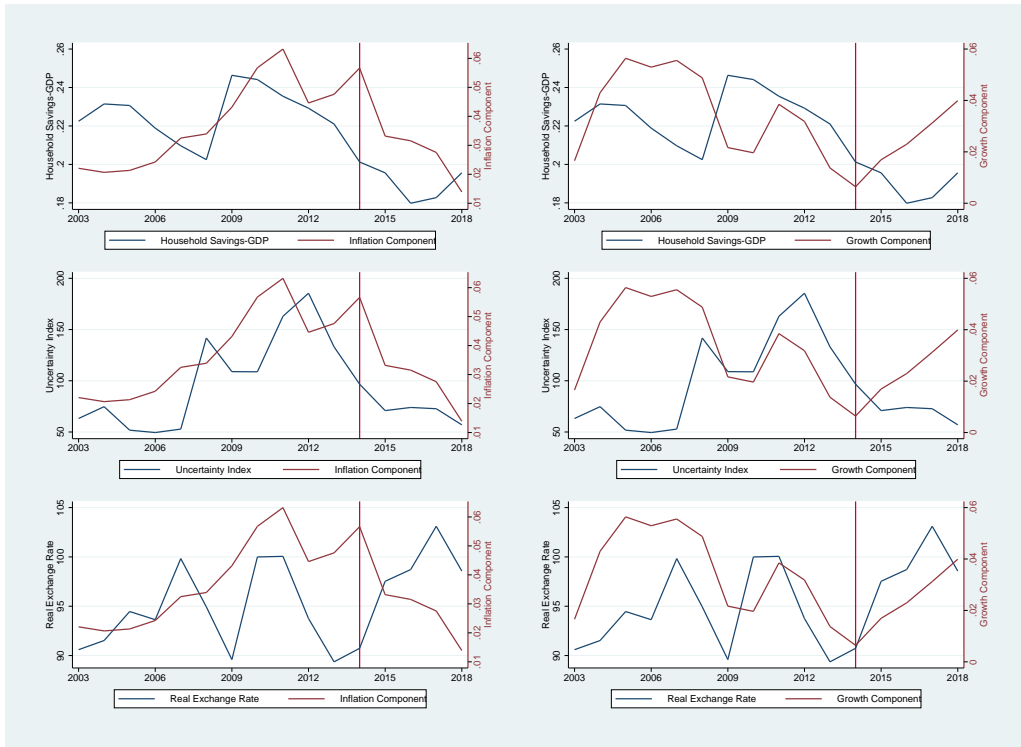 Household Savings-GDP
.18 .2 .22 .24 .26
.01 .02 .03 .04 .05 .06
Inflation Component
2003 2006 2009 2012 2015 2018
Household Savings-GDP Inflation Component
Household Savings-GDP
.18 .2 .22 .24 .26
0 .02 .04 .06
Growth Component
2003 2006 2009 2012 2015 2018
Household Savings-GDP Growth Component
Uncertainty Index
50 100 150 200
.01 .02 .03 .04 .05 .06
Inflation Component
2003 2006 2009 2012 2015 2018
Uncertainty Index Inflation Component
Uncertainty Index
50 100 150 200
0 .02 .04 .06
Growth Component
2003 2006 2009 2012 2015 2018
Uncertainty Index Growth Component
Real Exchange Rate
90 95 100 105
.01 .02 .03 .04 .05 .06
Inflation Component
2003 2006 2009 2012 2015 2018
Real Exchange Rate Inflation Component
Real Exchange Rate
90 95 100 105
0 .02 .04 .06
Growth Component
2003 2006 2009 2012 2015 2018
Real Exchange Rate Growth Component